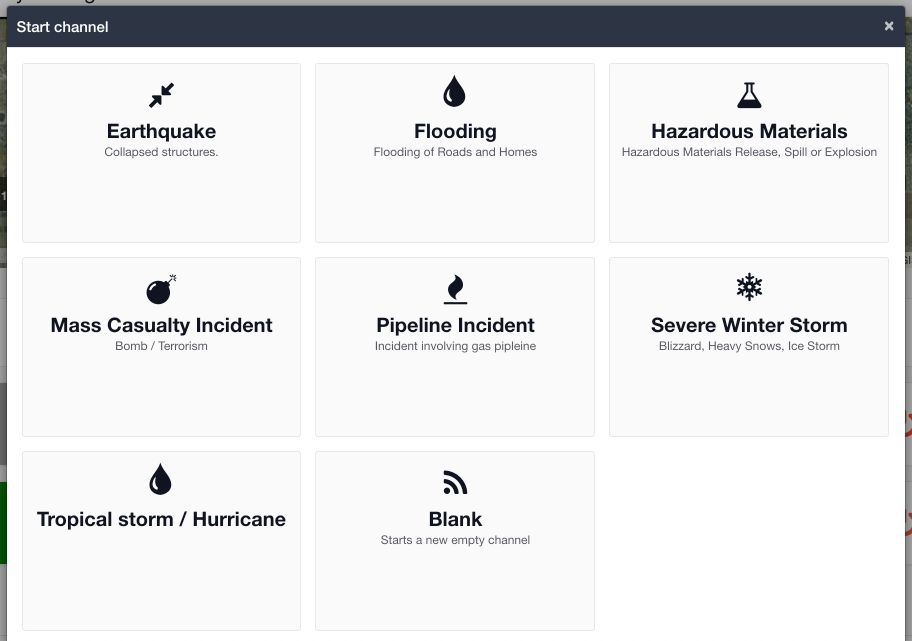 Start channel
×
Earthquake
Collapsed structures.
Flooding
Flooding of Roads and Homes
Hazardous Materials
Hazardous Materials Release, Spill or Explosion
Mass Casualty Incident
Bomb / Terrorism
Pipeline Incident
Incident involving gas pipleine
Severe Winter Storm
Blizzard, Heavy Snows, Ice Storm
Tropical storm / Hurricane
Blank
Starts a new empty channel